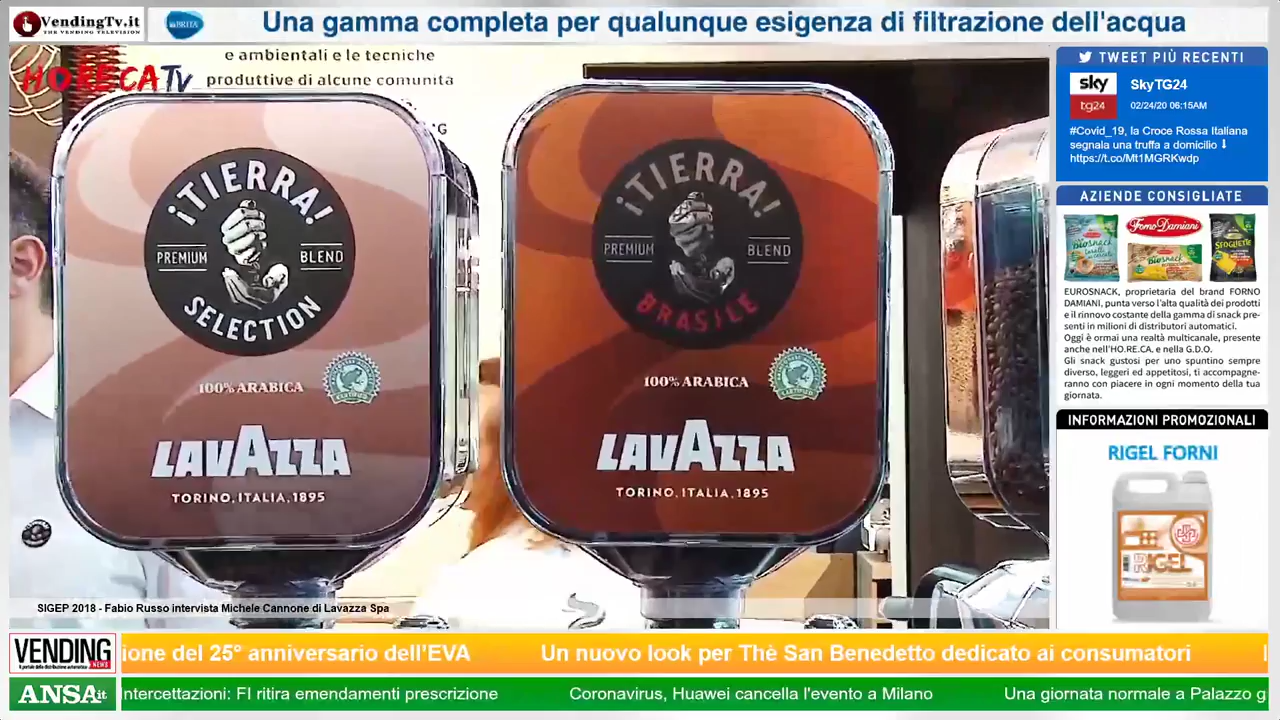 VendingTv.it
THE VENDING TELEVISION
BRITA
Una gamma completa per qualunque esigenza di filtrazione dell'acqua
e ambientali e le tecniche
HORECATv
produttive di alcune comunità
¡TIERRA!
PREMIUM BLEND
SELECTION
100% ARABICA
LAVAZZA
TORINO, ITALIA, 1895
¡TIERRA!
PREMIUM BLEND
BRASILE
100% ARABICA
LAVAZZA
TORINO, ITALIA, 1895
SIGEP 2018 - Fabio Russo intervista Michele Cannone di Lavazza Spa
TWEET PIÙ RECENTI
sky
tg24
SkyTG24
02/24/20 06:15AM
#Covid_19, la Croce Rossa Italiana
segnala una truffa a domicilio ⬇
https://t.co/Mt1MGRKwdp
AZIENDE CONSIGLIATE
Forno Damiani
biosnack
biosnack
SFOGLIETTE
EUROSNACK, proprietaria del brand FORNO
DAMIANI, punta verso l'alta qualità dei prodotti
e il rinnovo costante della gamma di snack pre-
senti in milioni di distributori automatici.
Oggi è ormai una realtà multicanale, presente
anche nell'HO.RE.CA. e nella G.D.O.
Gli snack gustosi per uno spuntino sempre
diverso, leggeri ed appetitosi, ti accompagne-
ranno con piacere in ogni momento della tua
giornata.
INFORMAZIONI PROMOZIONALI
RIGEL FORNI
RIGEL
VENDING
NEWS
Il portale della distribuzione automatica
ione del 25° anniversario dell'EVA Un nuovo look per Thè San Benedetto dedicato ai consumatori
ANSA.it
Intercettazioni: FI ritira emendamenti prescrizione Coronavirus, Huawei cancella l'evento a Milano Una giornata normale a Palazzo g